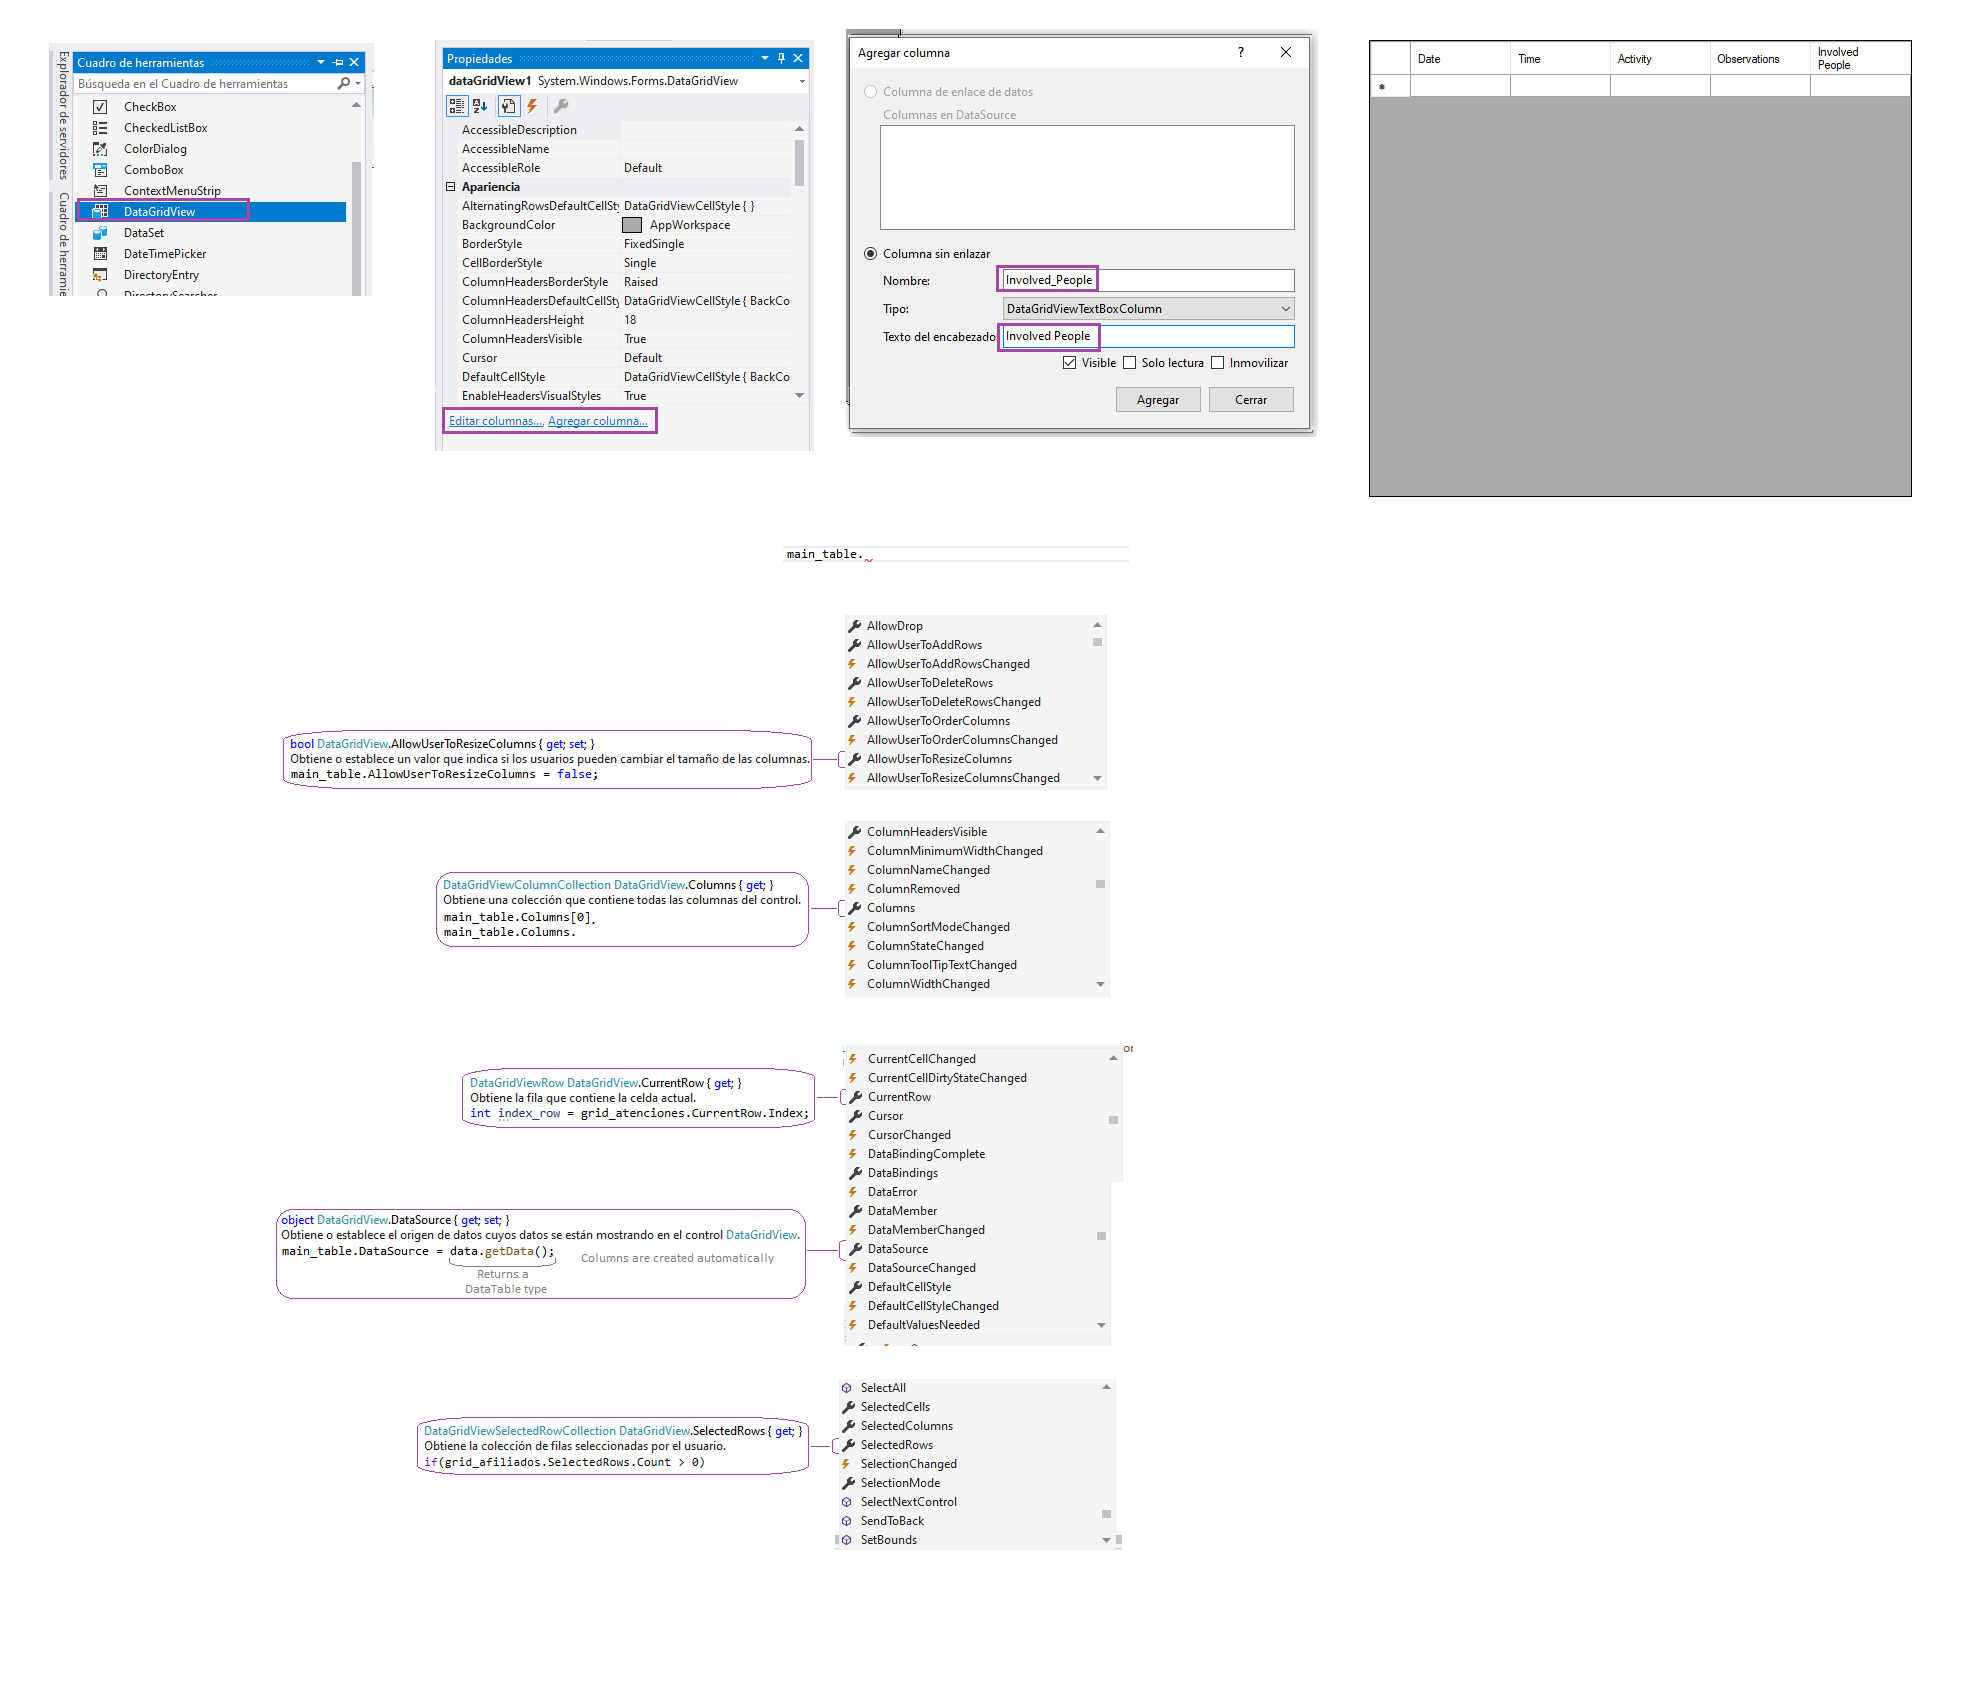 Explorador de servidores
Cuadro de herramie
Cuadro de herramientas
Búsqueda en el Cuadro de herramientas
CheckBox
CheckedListBox
ColorDialog
ComboBox
ContextMenuStrip
DataGridView
DataSet
DateTimePicker
DirectoryEntry
DirectorySearcher
Propiedades
dataGridView1 System.Windows.Forms.DataGridView
AccessibleDescription
AccessibleName
AccessibleRole Default
Apariencia
AlternatingRowsDefaultCellSty DataGridViewCellStyle { }
BackgroundColor AppWorkspace
BorderStyle FixedSingle
CellBorderStyle Single
ColumnHeadersBorderStyle Raised
ColumnHeadersDefaultCellSty DataGridViewCellStyle { BackCo
ColumnHeadersHeight 18
ColumnHeadersVisible True
Cursor Default
DefaultCellStyle DataGridViewCellStyle { BackCo
EnableHeadersVisualStyles True
Editar columnas..., Agregar columna...
Agregar columna ?
Columna de enlace de datos
Columnas en DataSource
Columna sin enlazar
Nombre: Involved_People
Tipo: DataGridViewTextBoxColumn
Texto del encabezado Involved People
Visible Solo lectura Inmovilizar
Agregar Cerrar
Date Time Activity Observations Involved
People
main_table.
AllowDrop
AllowUserToAddRows
AllowUserToAddRowsChanged
AllowUserToDeleteRows
AllowUserToDeleteRowsChanged
AllowUserToOrderColumns
AllowUserToOrderColumnsChanged
AllowUserToResizeColumns
AllowUserToResizeColumnsChanged
bool DataGridView.AllowUserToResizeColumns { get; set; }
Obtiene o establece un valor que indica si los usuarios pueden cambiar el tamaño de las columnas.
main_table.AllowUserToResizeColumns = false;
ColumnHeadersVisible
ColumnMinimumWidthChanged
ColumnNameChanged
ColumnRemoved
Columns
ColumnSortModeChanged
ColumnStateChanged
ColumnToolTipTextChanged
ColumnWidthChanged
DataGridViewColumnCollection DataGridView.Columns { get; }
Obtiene una colección que contiene todas las columnas del control.
main_table.Columns[0].
main_table.Columns.
or
CurrentCellChanged
CurrentCellDirtyStateChanged
CurrentRow
Cursor
CursorChanged
DataBindingComplete
DataBindings
DataError
DataMember
DataMemberChanged
DataSource
DataSourceChanged
DefaultCellStyle
DefaultCellStyleChanged
DefaultValuesNeeded
DataGridViewRow DataGridView.CurrentRow { get; }
Obtiene la fila que contiene la celda actual.
int index_row = grid_atenciones.CurrentRow.Index;
object DataGridView.DataSource { get; set; }
Obtiene o establece el origen de datos cuyos datos se están mostrando en el control DataGridView.
main_table.DataSource = data.getData(); Columns are created automatically
Returns a
DataTable type
SelectAll
SelectedCells
SelectedColumns
SelectedRows
SelectionChanged
SelectionMode
SelectNextControl
SendToBack
SetBounds
DataGridViewSelectedRowCollection DataGridView.SelectedRows { get; }
Obtiene la colección de filas seleccionadas por el usuario.
if(grid_afiliados.SelectedRows.Count > 0)